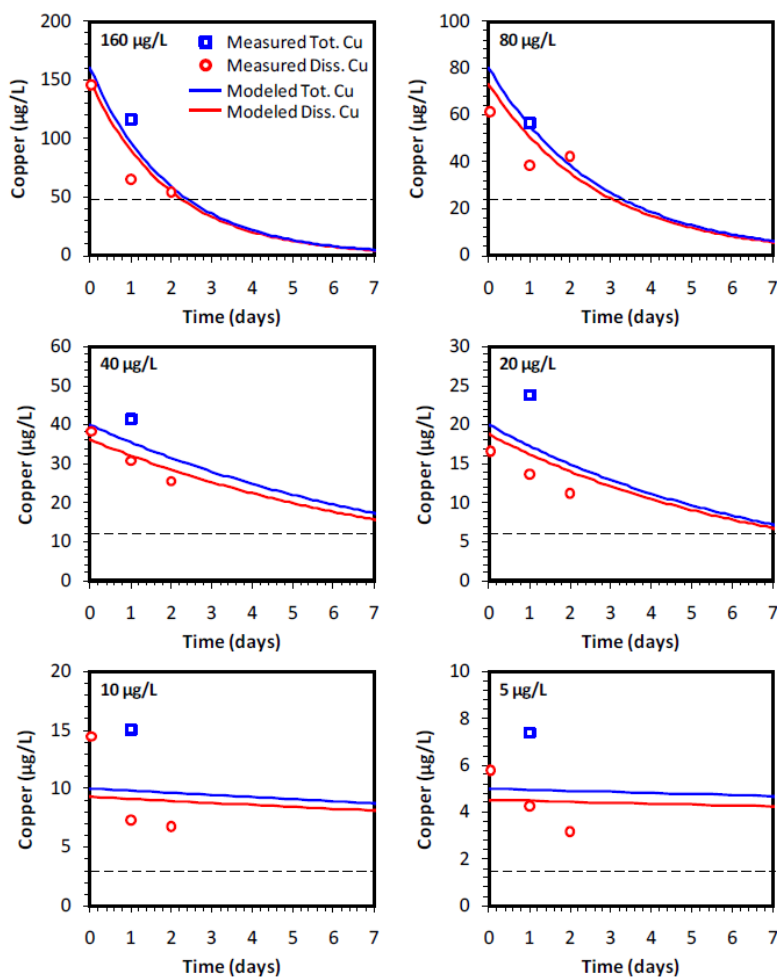 160 µg/L
Measured Tot. Cu
Measured Diss. Cu
Modeled Tot. Cu
Modeled Diss. Cu
200
150
100
50
0
Copper (µg/L)
0 1 2 3 4 5 6 7
Time (days)
80 µg/L
100
80
60
40
20
0
Copper (µg/L)
0 1 2 3 4 5 6 7
Time (days)
40 µg/L
60
50
40
30
20
10
0
Copper (µg/L)
0 1 2 3 4 5 6 7
Time (days)
20 µg/L
30
25
20
15
10
5
0
Copper (µg/L)
0 1 2 3 4 5 6 7
Time (days)
10 µg/L
20
15
10
5
0
Copper (µg/L)
0 1 2 3 4 5 6 7
Time (days)
5 µg/L
10
8
6
4
2
0
Copper (µg/L)
0 1 2 3 4 5 6 7
Time (days)